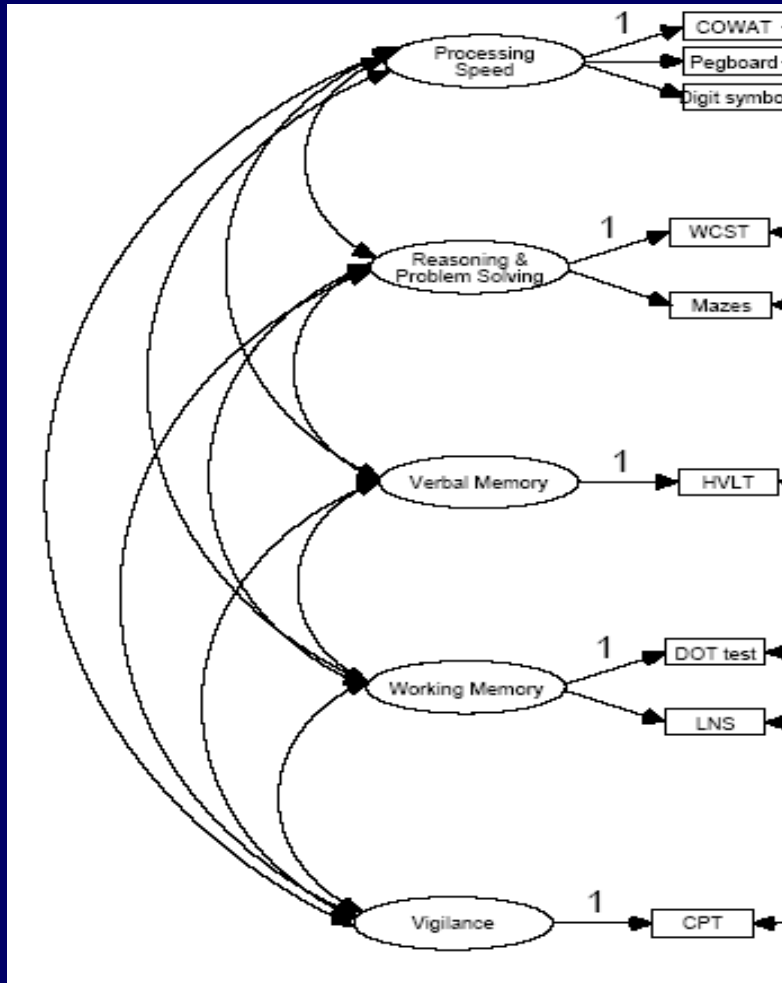 1
COWAT
Processing
Speed
Pegboard
Digit symbo
1
WCST
Reasoning &
Problem Solving
Mazes
1
Verbal Memory
HVLT
1
DOT test
Working Memory
LNS
1
Vigilance
CPT